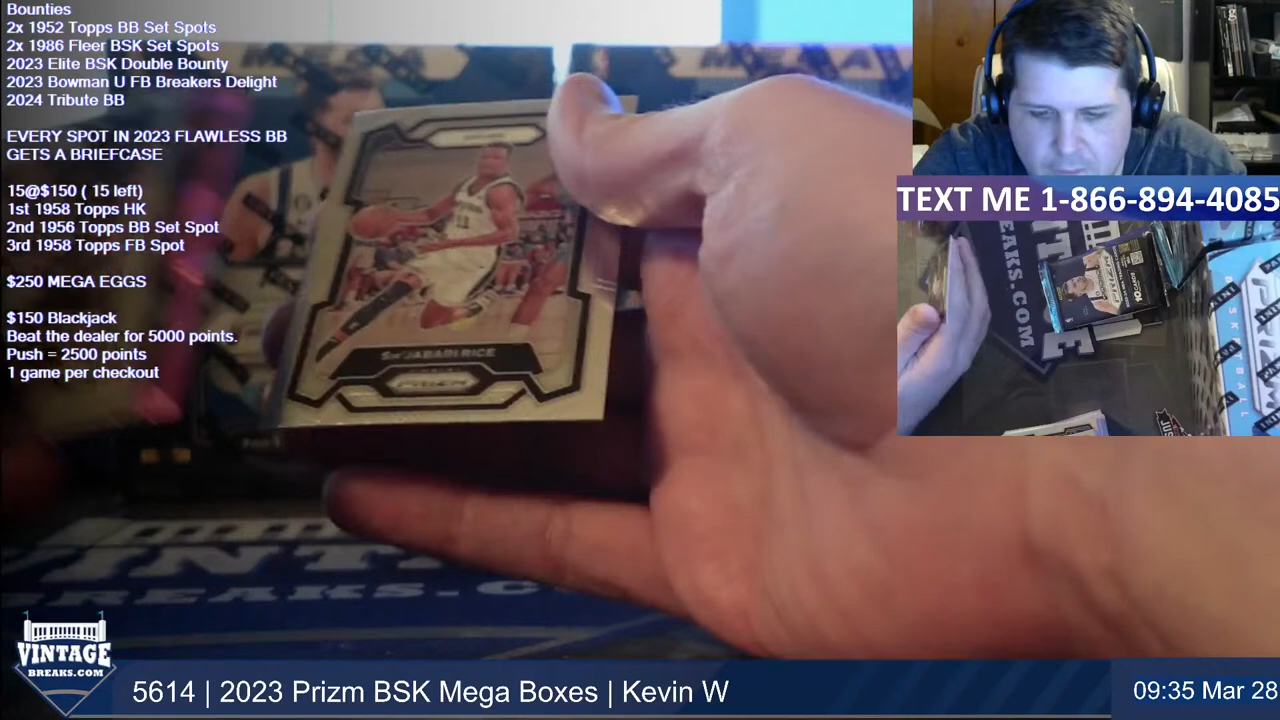 Bounties
2x 1952 Topps BB Set Spots
2x 1986 Fleer BSK Set Spots
2023 Elite BSK Double Bounty
2023 Bowman U FB Breakers Delight
2024 Tribute BB
EVERY SPOT IN 2023 FLAWLESS BB
GETS A BRIEFCASE
15@$150 ( 15 left)
1st 1958 Topps HK
2nd 1956 Topps BB Set Spot
3rd 1958 Topps FB Spot
$250 MEGA EGGS
$150 Blackjack
Beat the dealer for 5000 points.
Push = 2500 points
1 game per checkout
SIR'JABARI RICE
PRIZM
TEXT ME 1-866-894-4085
BREAKS.COM
BASKETBALL
VINTAGE
BREAKS.COM
5614 | 2023 Prizm BSK Mega Boxes | Kevin W
09:35 Mar 28